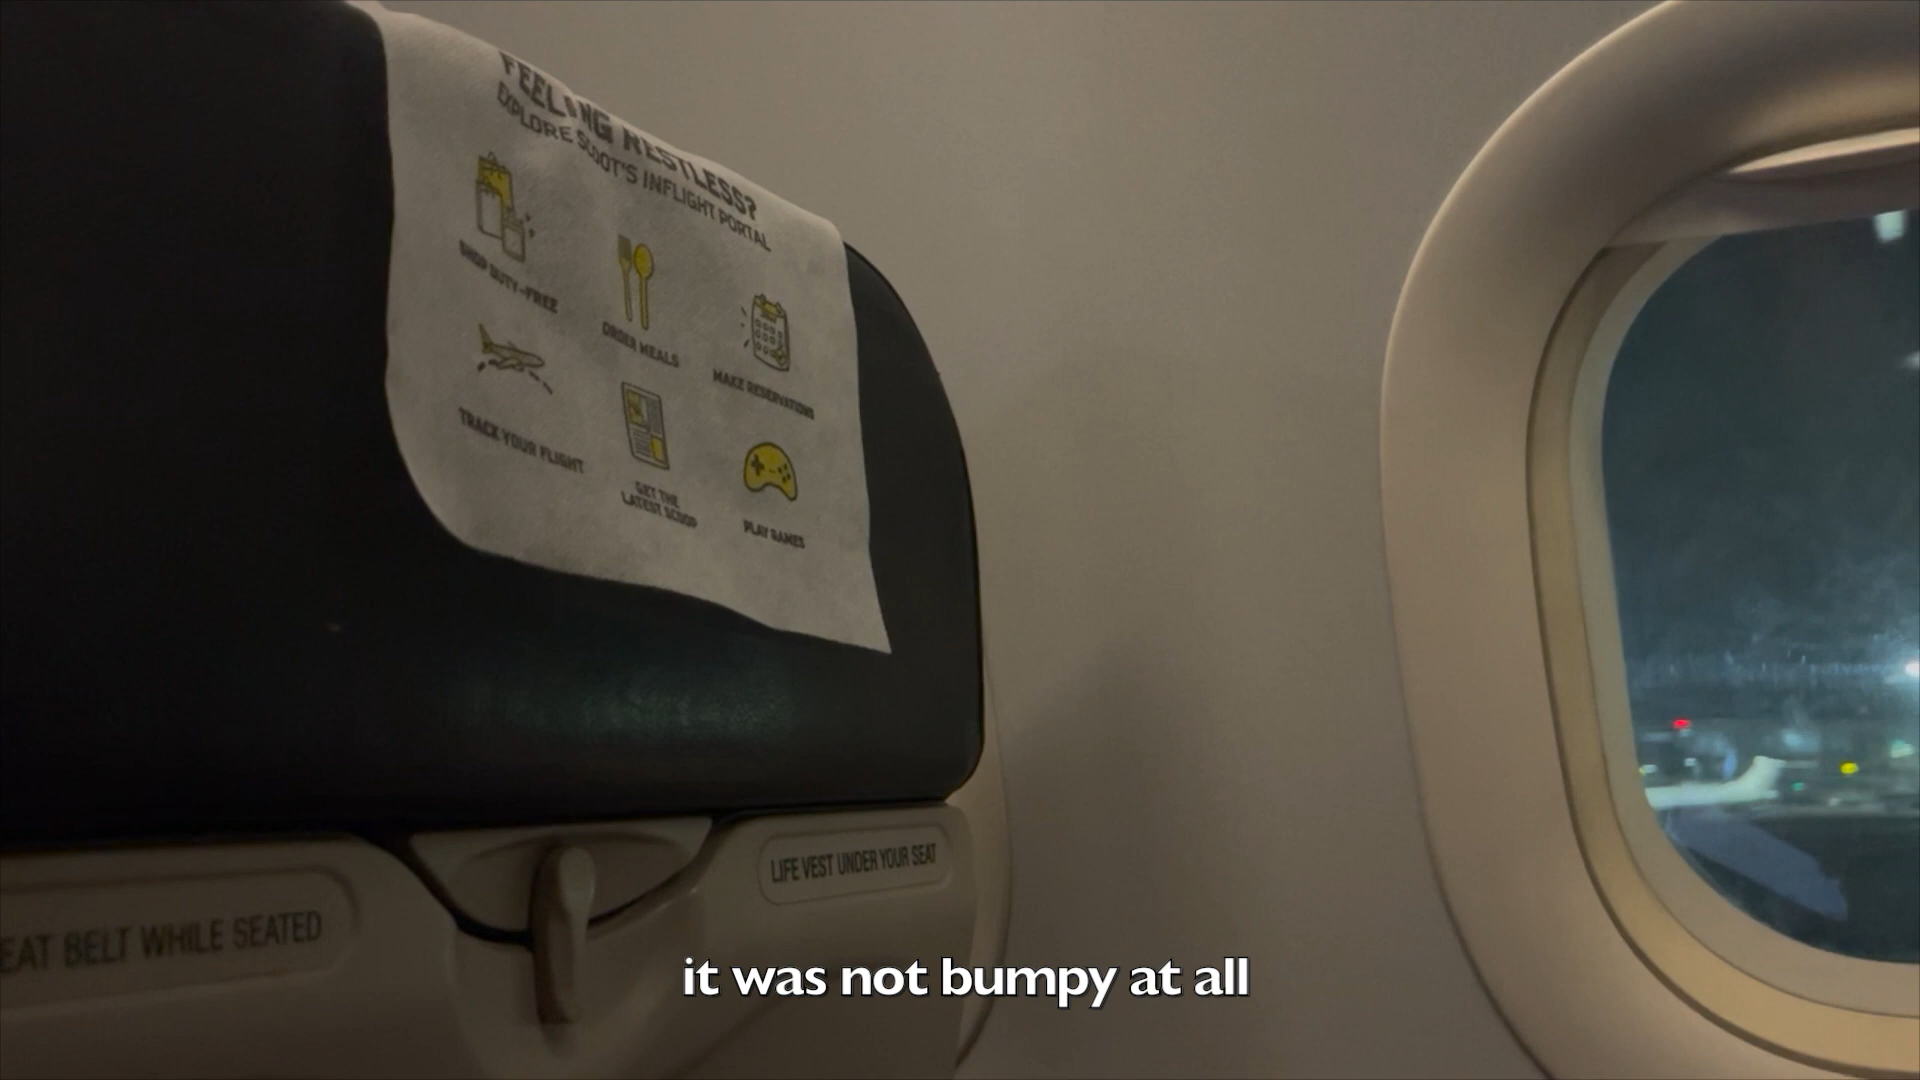 FEELING RESTLESS?
EXPLORE SCOOT'S INFLIGHT PORTAL
SHOP DUTY-FREE
ORDER MEALS
MAKE RESERVATIONS
TRACK YOUR FLIGHT
GET THE
LATEST SCOOP
PLAY GAMES
LIFE VEST UNDER YOUR SEAT
EAT BELT WHILE SEATED
it was not bumpy at all